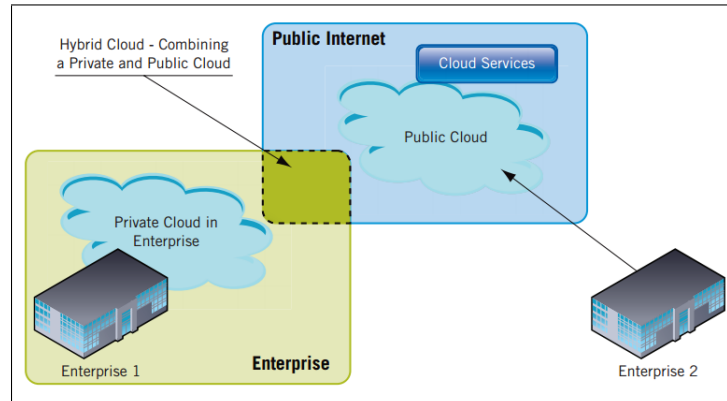 Hybrid Cloud - Combining
a Private and Public Cloud
Public Internet
Cloud Services
Public Cloud
Private Cloud in
Enterprise
Enterprise 1
Enterprise
Enterprise 2